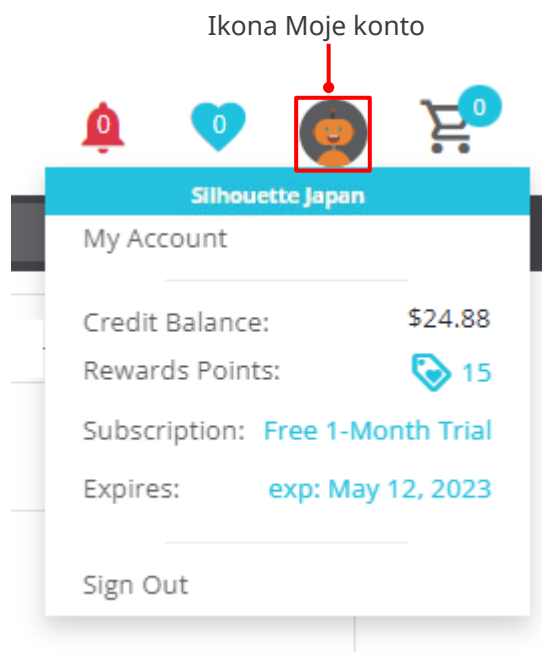 Ikona Moje konto
0 0 0
Silhouette Japan
My Account
Credit Balance: $24.88
Rewards Points: 15
Subscription: Free 1-Month Trial
Expires: exp: May 12, 2023
Sign Out